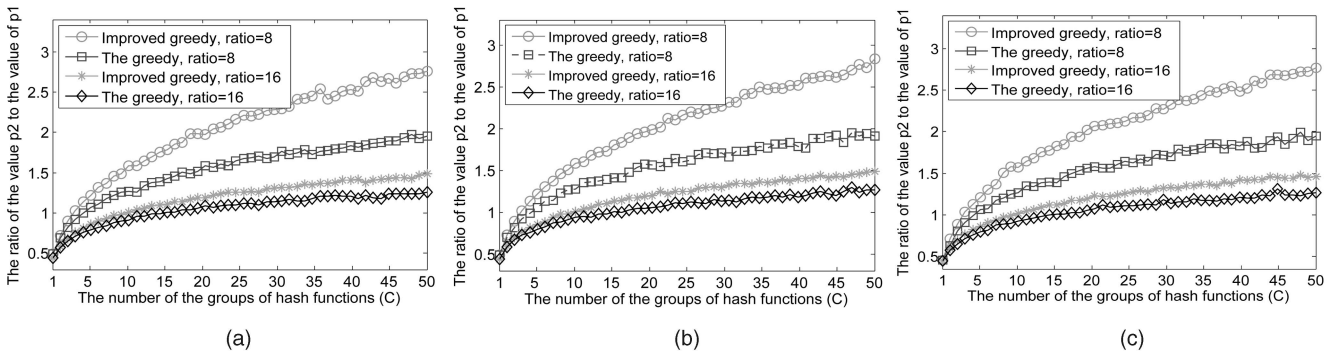 The ratio of the value p2 to the value of p1
3
2.5
2
1.5
1
0.5
Improved greedy, ratio=8
The greedy, ratio=8
Improved greedy, ratio=16
The greedy, ratio=16
1 5 10 15 20 25 30 35 40 45 50
The number of the groups of hash functions (C)
(a)
The ratio of the value p2 to the value of p1
3
2.5
2
1.5
1
0.5
Improved greedy, ratio=8
The greedy, ratio=8
Improved greedy, ratio=16
The greedy, ratio=16
1 5 10 15 20 25 30 35 40 45 50
The number of the groups of hash functions (C)
(b)
The ratio of the value p2 to the value of p1
3
2.5
2
1.5
1
0.5
Improved greedy, ratio=8
The greedy, ratio=8
Improved greedy, ratio=16
The greedy, ratio=16
1 5 10 15 20 25 30 35 40 45 50
The number of the groups of hash functions (C)
(c)